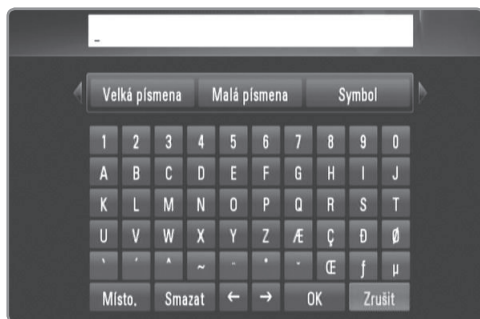 _
Velká písmena Malá písmena Symbol
1 2 3 4 5 6 7 8 9 0
A B C D E F G H I J
K L M N O P Q R S T
U V W X Y Z Æ Ç Ð Ø
` ´ ^ ~ Œ ƒ µ
Místo. Smazat ← → OK Zrušit